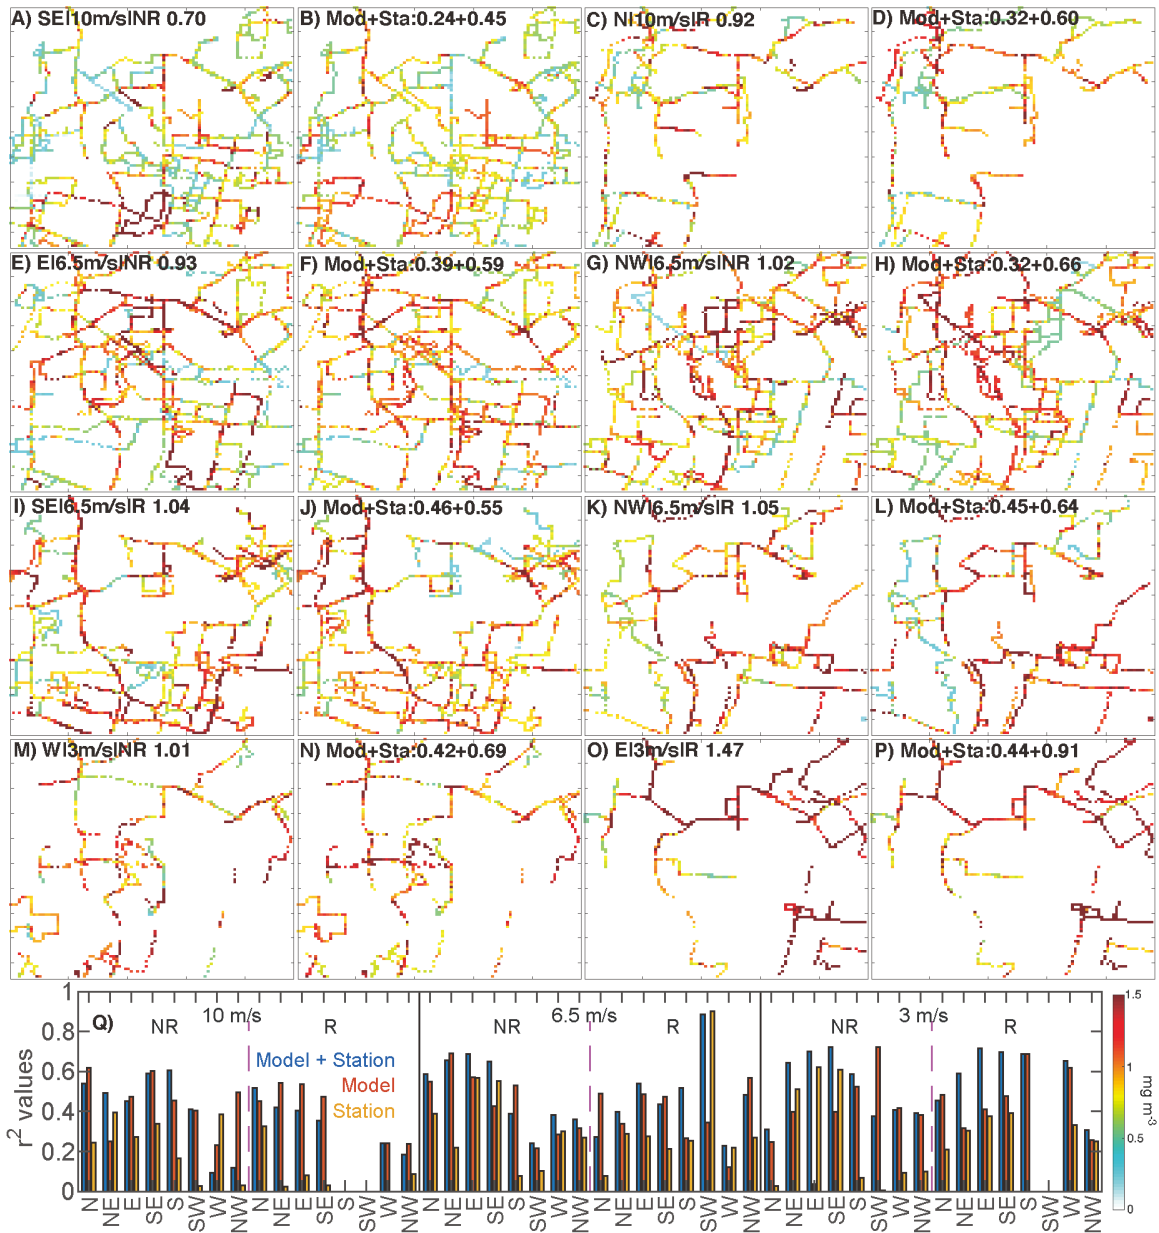 A) SE|10m/s|NR 0.70
B) Mod+Sta:0.24+0.45
C) N|10m/s|R 0.92
D) Mod+Sta:0.32+0.60
E) E|6.5m/s|NR 0.93
F) Mod+Sta:0.39+0.59
G) NW|6.5m/s|NR 1.02
H) Mod+Sta:0.32+0.66
I) SE|6.5m/s|R 1.04
J) Mod+Sta:0.46+0.55
K) NW|6.5m/s|R 1.05
L) Mod+Sta:0.45+0.64
M) W|3m/s|NR 1.01
N) Mod+Sta:0.42+0.69
O) E|3m/s|R 1.47
P) Mod+Sta:0.44+0.91
Q)
10 m/s
6.5 m/s
3 m/s
NR
R
NR
R
NR
R
Model + Station
Model
Station
r² values
1
0.8
0.6
0.4
0.2
0
N NE E SE S SW W NW N NE E SE S SW W NW N NE E SE S SW W NW N NE E SE S SW W NW N NE E SE S SW W NW N NE E SE S SW W NW
1.5
1
0.5
0
mg m⁻³